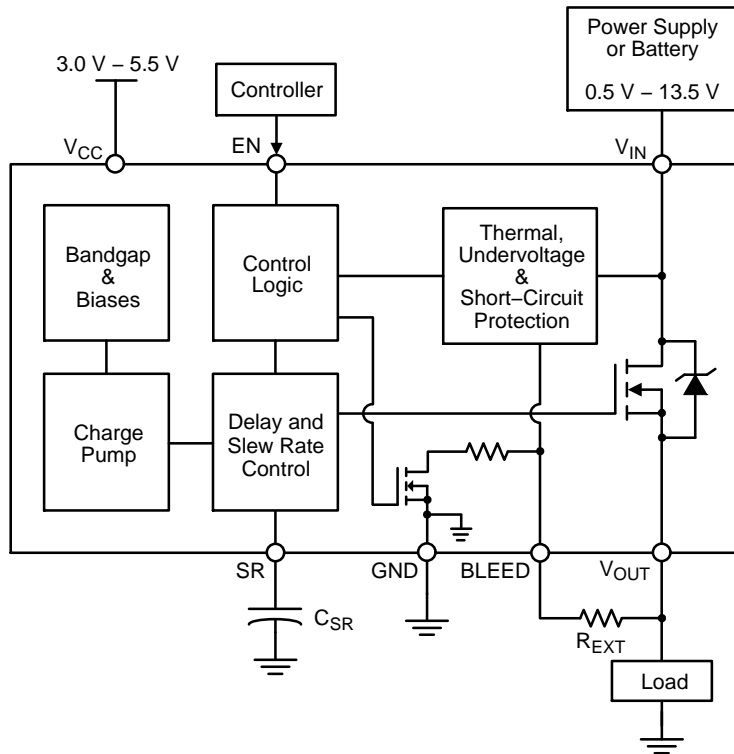 Power Supply
or Battery
0.5 V – 13.5 V
3.0 V – 5.5 V
Controller
VCC
EN
VIN
Bandgap
&
Biases
Control
Logic
Thermal,
Undervoltage
&
Short–Circuit
Protection
Charge
Pump
Delay and
Slew Rate
Control
SR
GND
BLEED
VOUT
CSR
REXT
Load